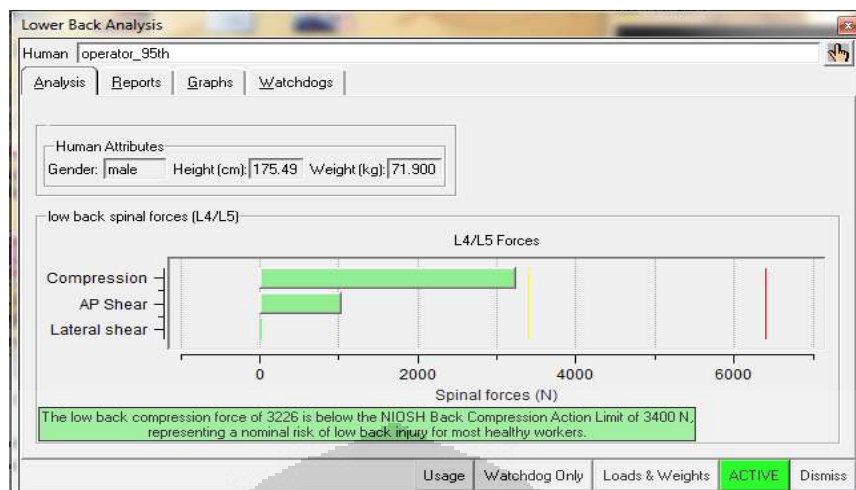 Lower Back Analysis
Human operator_95th
Analysis Reports Graphs Watchdogs
Human Attributes
Gender: male Height (cm): 175.49 Weight (kg): 71.900
low back spinal forces (L4/L5)
L4/L5 Forces
Compression
AP Shear
Lateral shear
0 2000 4000 6000
Spinal forces (N)
The low back compression force of 3226 is below the NIOSH Back Compression Action Limit of 3400 N,
representing a nominal risk of low back injury for most healthy workers.
Usage Watchdog Only Loads & Weights ACTIVE Dismiss